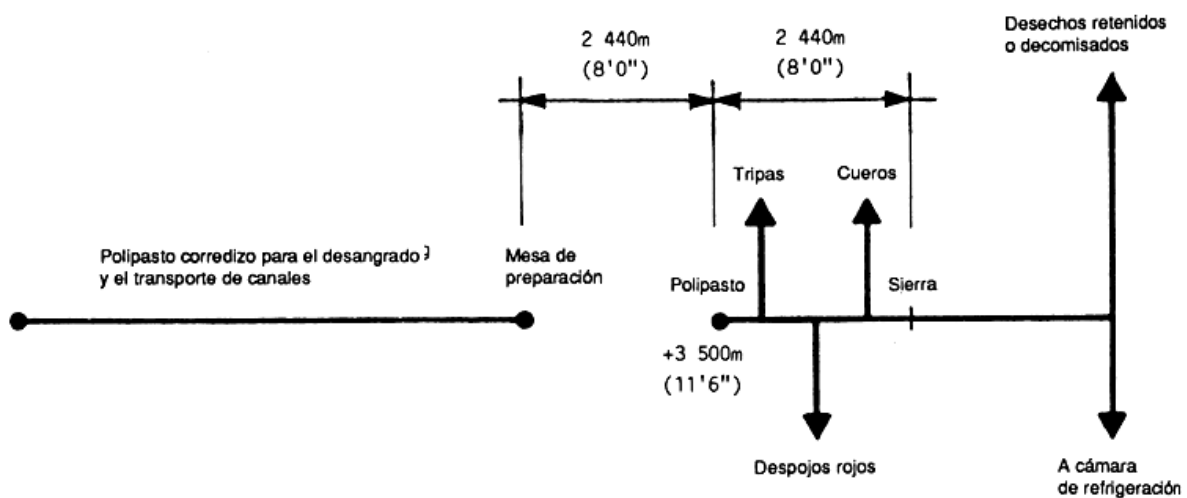 Desechos retenidos
o decomisados
2 440m
(8'0")
2 440m
(8'0")
Tripas
Cueros
Polipasto corredizo para el desangrado
y el transporte de canales
Mesa de
preparación
Polipasto
Sierra
+3 500m
(11'6")
Despojos rojos
A cámara
de refrigeración